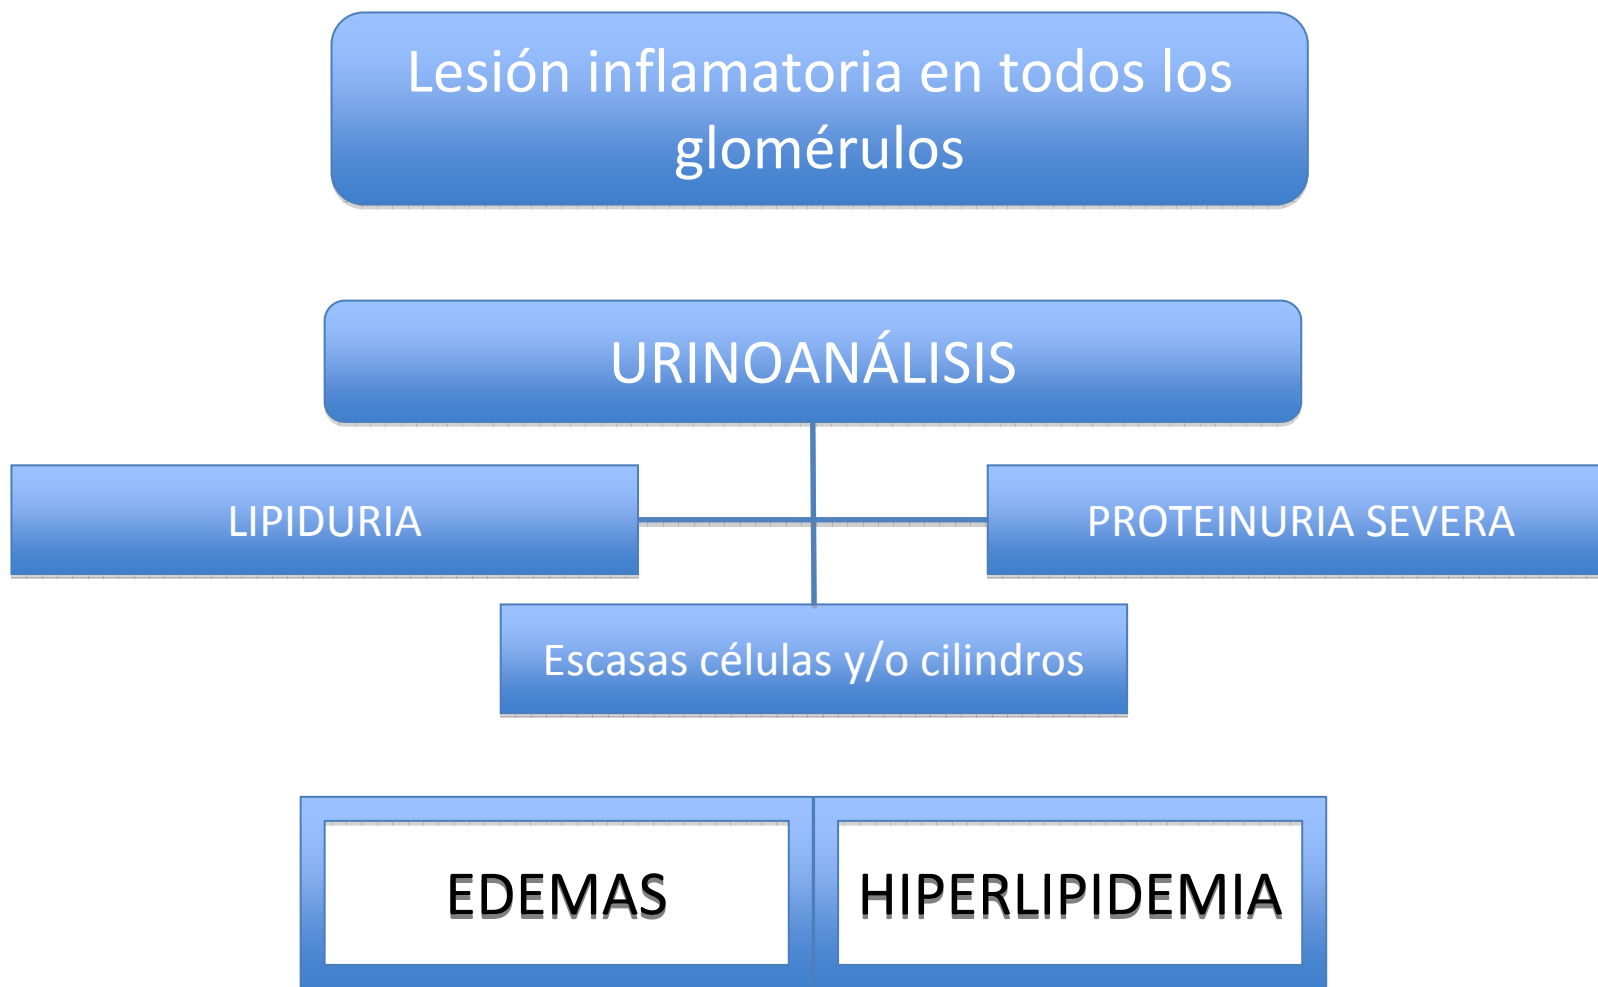 Lesión inflamatoria en todos los
glomérulos
URINOANÁLISIS
LIPIDURIA
PROTEINURIA SEVERA
Escasas células y/o cilindros
EDEMAS
HIPERLIPIDEMIA